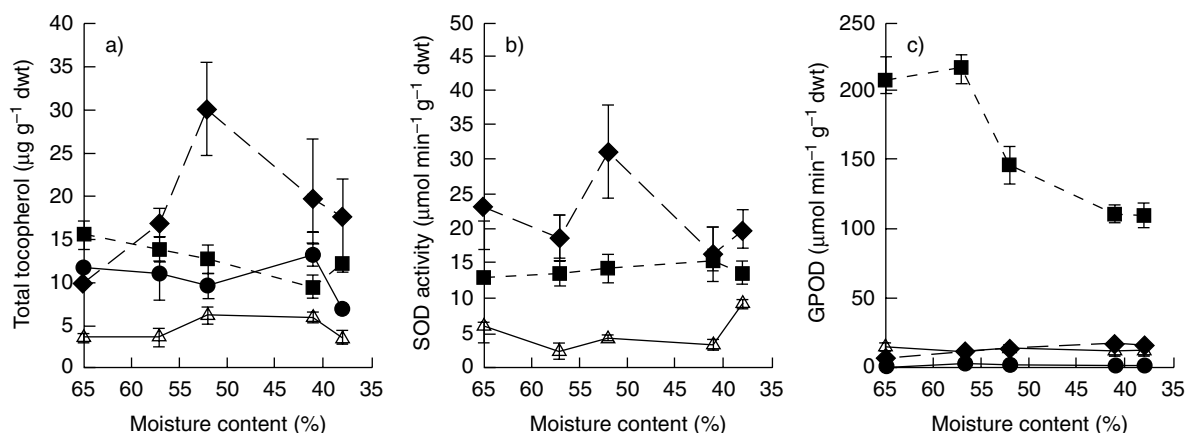 a)
Total tocopherol (µg g⁻¹ dwt)
40
35
30
25
20
15
10
5
0
65 60 55 50 45 40 35
Moisture content (%)
b)
SOD activity (µmol min⁻¹ g⁻¹ dwt)
50
45
40
35
30
25
20
15
10
5
0
65 60 55 50 45 40 35
Moisture content (%)
c)
GPOD (µmol min⁻¹ g⁻¹ dwt)
250
200
150
100
50
0
65 60 55 50 45 40 35
Moisture content (%)